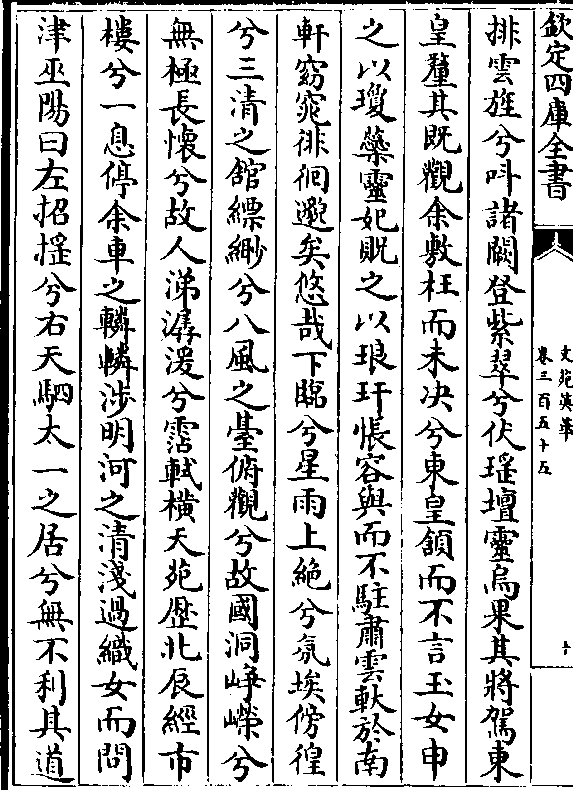 欽定四庫全書
文苑英華
卷三百五十五
十
排雲旌兮呌諸闕登紫翠兮伏瑶壇靈烏果其將駕東
皇釐其既觀余敷枉而未决兮東皇頷而不言玉女申
之以瓊藥靈妃貺之以琅玕悵容與而不駐肅雲軑於南
軒窈窕徘徊邈矣悠哉下臨兮星雨上絶兮氛埃傍徨
兮三清之館縹緲兮八風之臺俯觀兮故國洞崢嶸兮
無極長懷兮故人涕潺湲兮霑軾横天苑歴北辰經市
樓兮一息停余車之轔轔涉明河之清淺過織女而問
津巫陽曰左招揺兮右天駟太一之居兮無不利其道